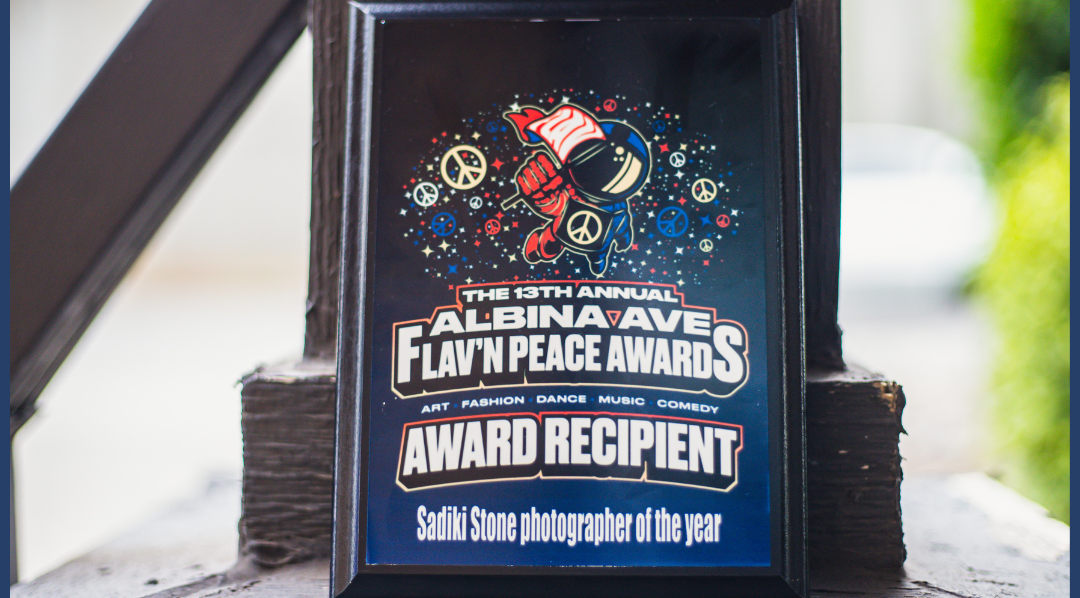 THE 13TH ANNUAL
ALBINA AVE
FLAV'N PEACE AWARDS
ART FASHION DANCE MUSIC COMEDY
AWARD RECIPIENT
Sadiki Stone photographer of the year